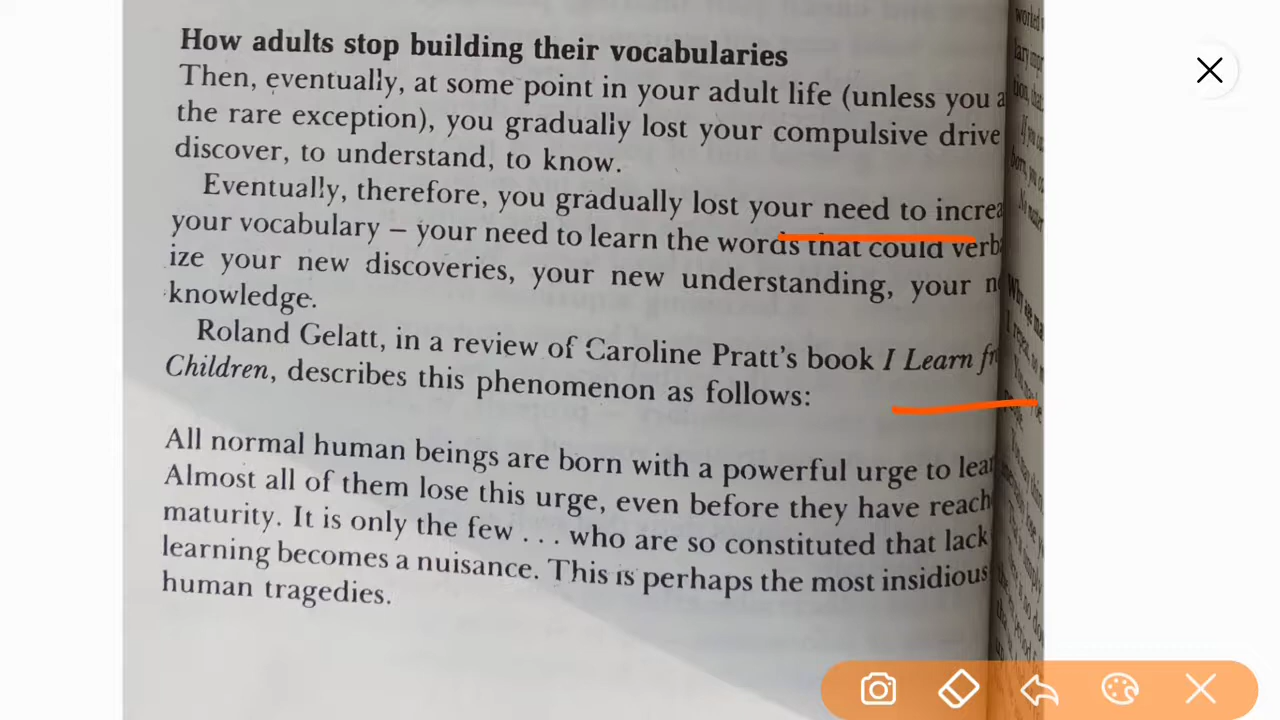 How adults stop building their vocabularies
Then, eventually, at some point in your adult life (unless you a
the rare exception), you gradually lost your compulsive drive
discover, to understand, to know.
Eventually, therefore, you gradually lost your need to increa
your vocabulary – your need to learn the words that could verba
ize your new discoveries, your new understanding, your n
knowledge.
Roland Gelatt, in a review of Caroline Pratt's book I Learn fr
Children, describes this phenomenon as follows:
All normal human beings are born with a powerful urge to lear
Almost all of them lose this urge, even before they have reach
maturity. It is only the few . . . who are so constituted that lack
learning becomes a nuisance. This is perhaps the most insidious
human tragedies.